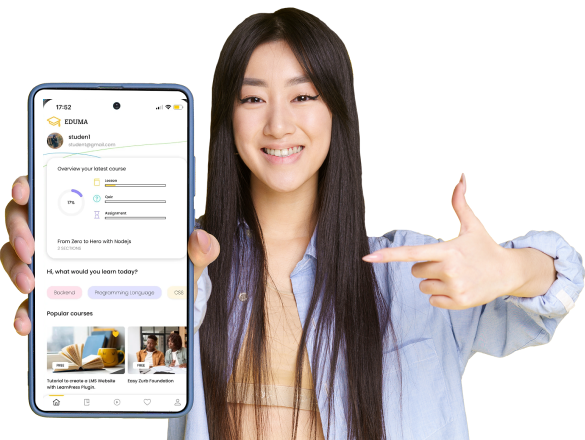 17:52
EDUMA
student
student@gmail.com
Overview your latest course
17%
Lesson
Quiz
Assignment
From Zero to Hero with Nodejs
2 SECTIONS
Hi, what would you learn today?
Backend
Programming Language
CSS
Popular courses
FREE
FREE
Tutorial to create a LMS Website
with LearnPress Plugin.
Easy Zurb Foundation